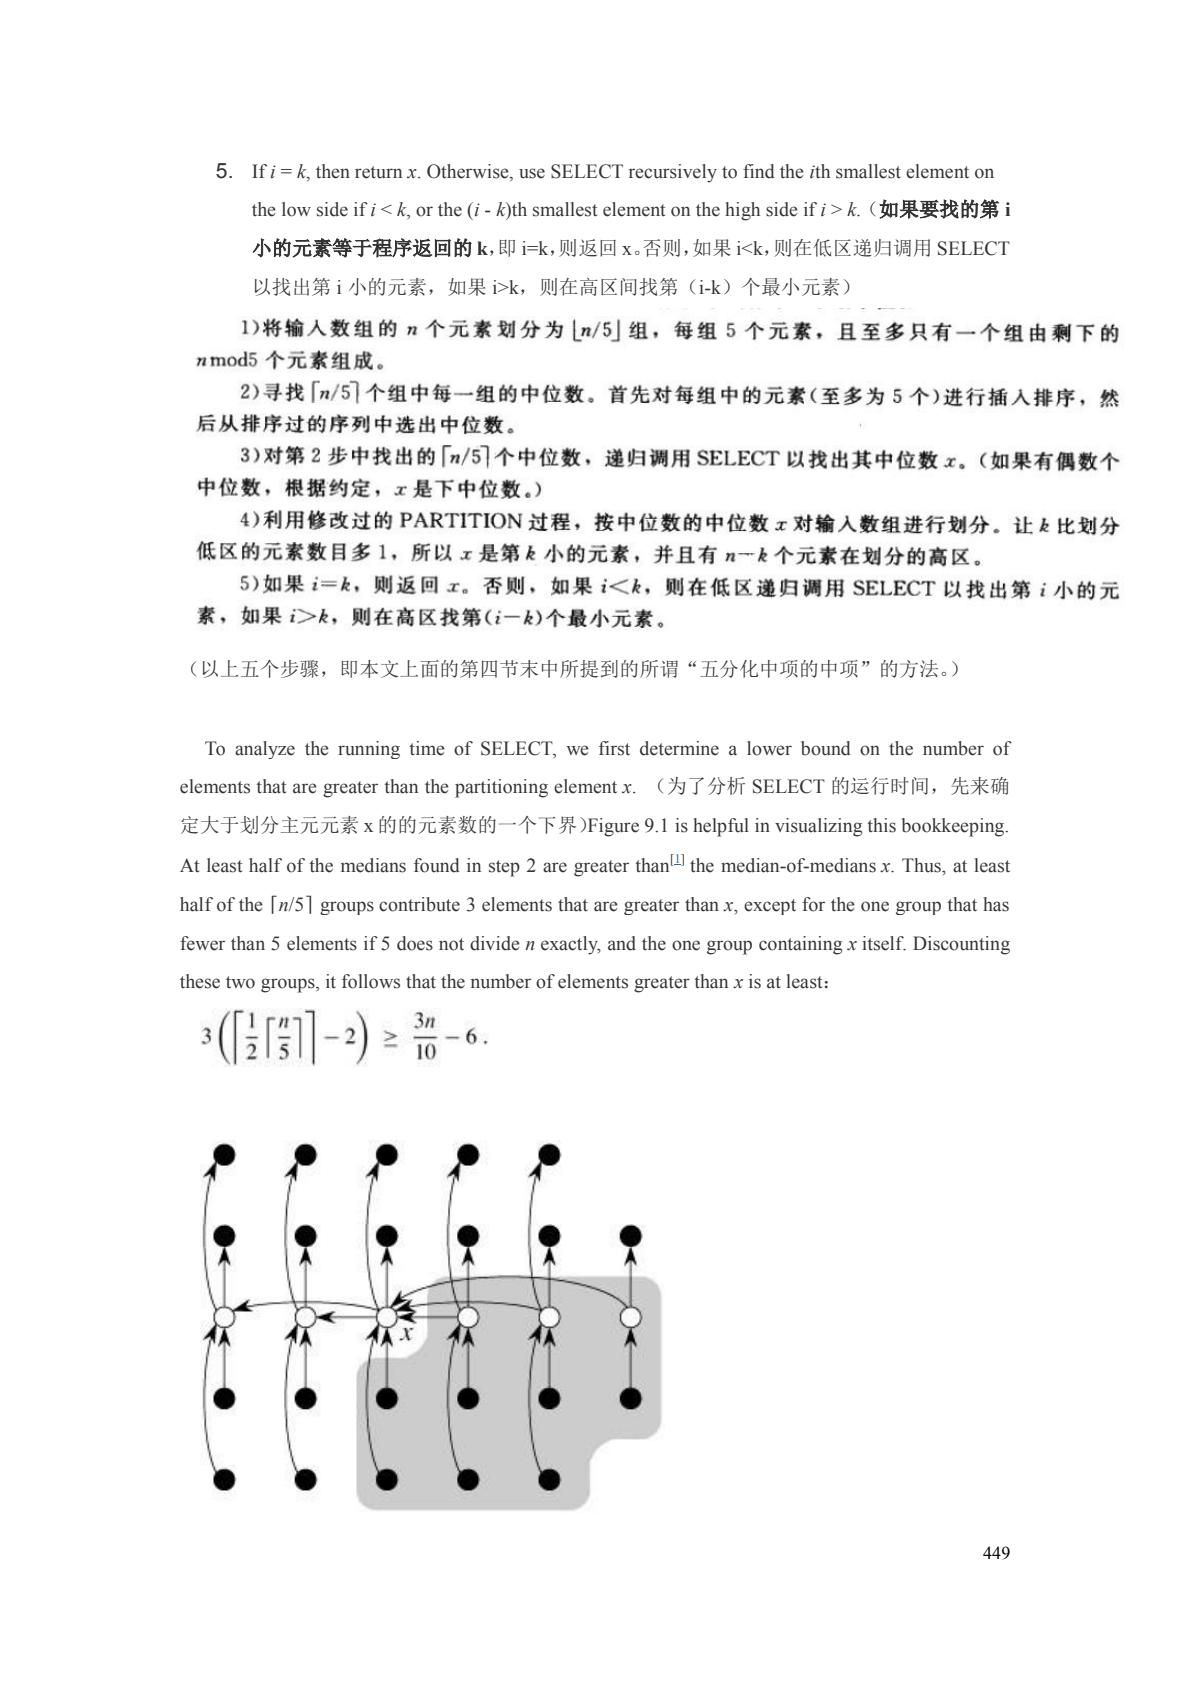 5. If i = k, then return x. Otherwise, use SELECT recursively to find the ith smallest element on
the low side if i < k, or the (i - k)th smallest element on the high side if i > k.（如果要找的第 i
小的元素等于程序返回的 k，即 i=k，则返回 x。否则，如果 i<k，则在低区递归调用 SELECT
以找出第 i 小的元素，如果 i>k，则在高区间找第（i-k）个最小元素）
1)将输入数组的 n 个元素划分为⌊n/5⌋组，每组 5 个元素，且至多只有一个组由剩下的
n mod5 个元素组成。
2)寻找⌈n/5⌉个组中每一组的中位数。首先对每组中的元素(至多为 5 个)进行插入排序，然
后从排序过的序列中选出中位数。
3)对第 2 步中找出的⌈n/5⌉个中位数，递归调用 SELECT 以找出其中位数 x。(如果有偶数个
中位数，根据约定，x 是下中位数。)
4)利用修改过的 PARTITION 过程，按中位数的中位数 x 对输入数组进行划分。让 k 比划分
低区的元素数目多 1，所以 x 是第 k 小的元素，并且有 n－k 个元素在划分的高区。
5)如果 i＝k，则返回 x。否则，如果 i＜k，则在低区递归调用 SELECT 以找出第 i 小的元
素，如果 i＞k，则在高区找第(i－k)个最小元素。
（以上五个步骤，即本文上面的第四节末中所提到的所谓“五分化中项的中项”的方法。）
To analyze the running time of SELECT, we first determine a lower bound on the number of
elements that are greater than the partitioning element x. （为了分析 SELECT 的运行时间，先来确
定大于划分主元元素 x 的的元素数的一个下界）Figure 9.1 is helpful in visualizing this bookkeeping.
At least half of the medians found in step 2 are greater than[1] the median-of-medians x. Thus, at least
half of the ⌈n/5⌉ groups contribute 3 elements that are greater than x, except for the one group that has
fewer than 5 elements if 5 does not divide n exactly, and the one group containing x itself. Discounting
these two groups, it follows that the number of elements greater than x is at least：
3(⌈1/2⌈n/5⌉⌉ − 2) ≥ 3n/10 − 6 .
x
449